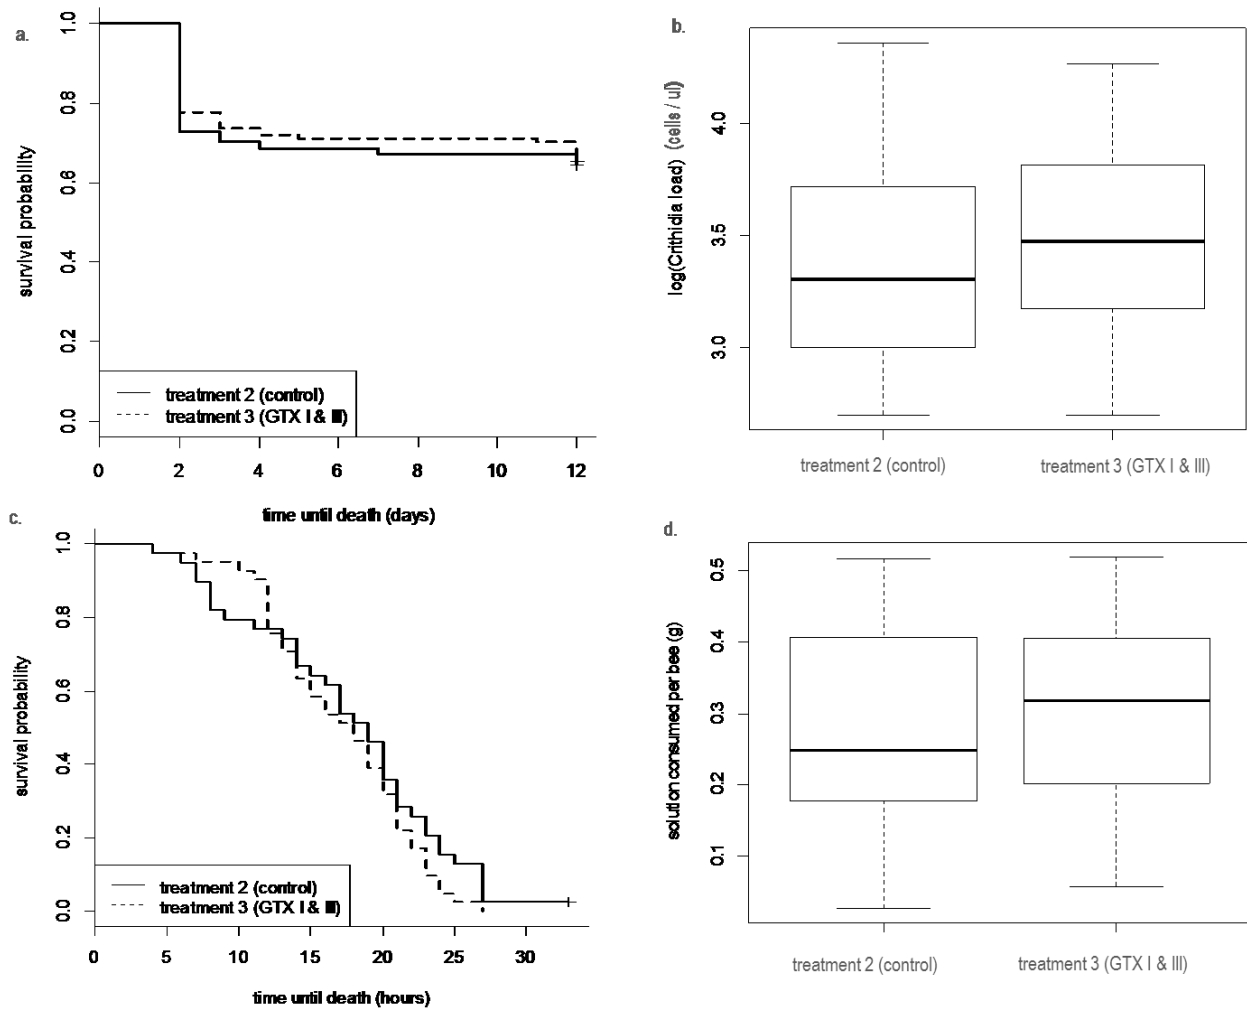 a.
survival probability
1.0
0.8
0.6
0.4
0.2
0.0
treatment 2 (control)
treatment 3 (GTX I & III)
0 2 4 6 8 10 12
time until death (days)
b.
log(Crithidia load) (cells / ul)
4.0
3.5
3.0
treatment 2 (control) treatment 3 (GTX I & III)
c.
survival probability
1.0
0.8
0.6
0.4
0.2
0.0
treatment 2 (control)
treatment 3 (GTX I & III)
0 5 10 15 20 25 30
time until death (hours)
d.
solution consumed per bee (g)
0.5
0.4
0.3
0.2
0.1
treatment 2 (control) treatment 3 (GTX I & III)